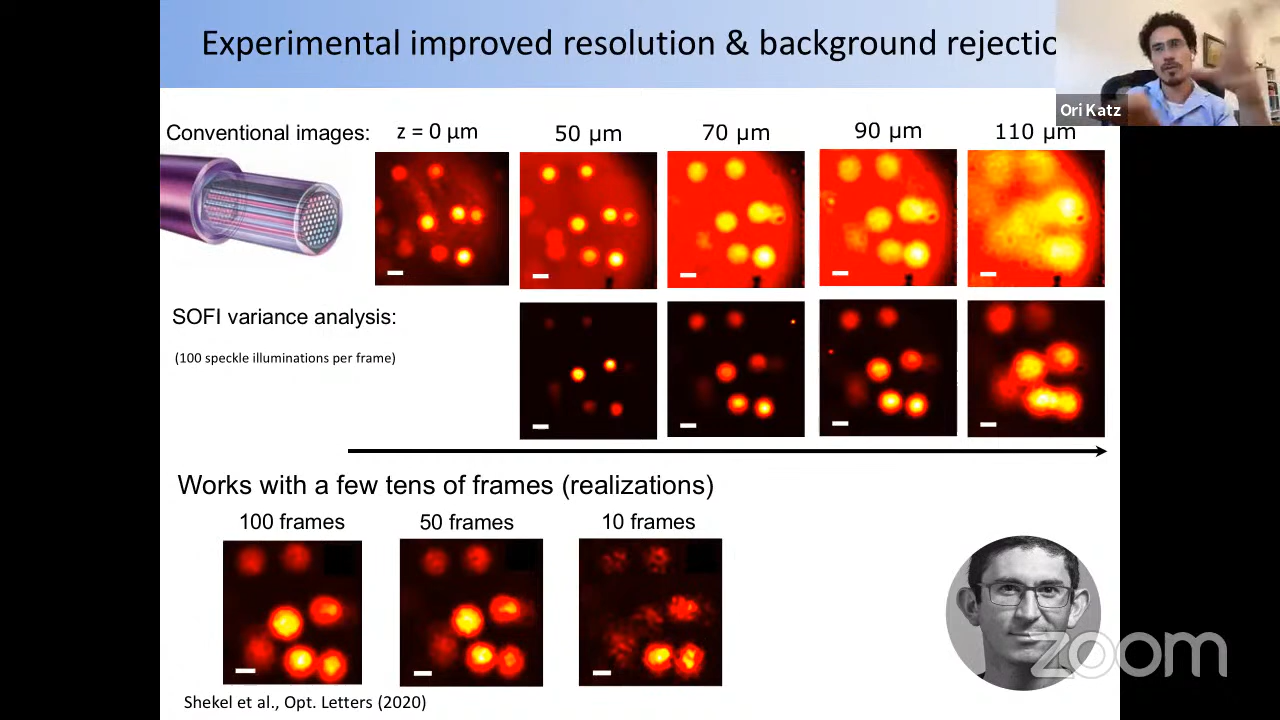 Experimental improved resolution & background rejectio
Ori Katz
Conventional images:
z = 0 μm
50 μm
70 μm
90 μm
110 μm
SOFI variance analysis:
(100 speckle illuminations per frame)
Works with a few tens of frames (realizations)
100 frames
50 frames
10 frames
zoom
Shekel et al., Opt. Letters (2020)